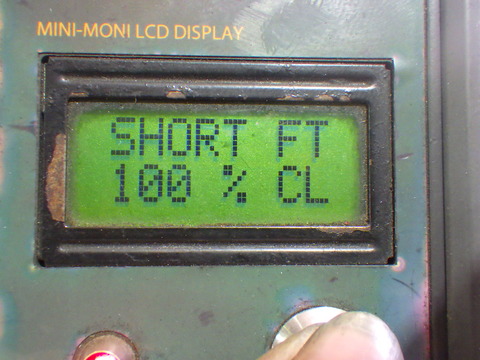 MINI-MONI LCD DISPLAY
SHORT FT
100 % CL